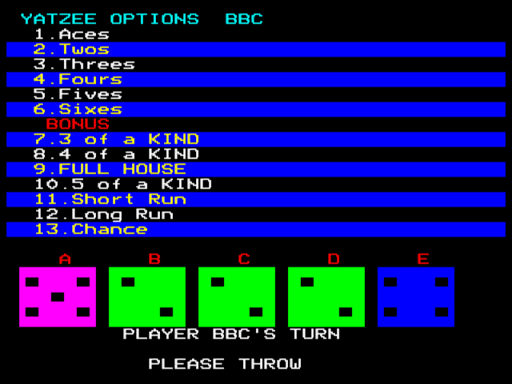 YATZEE OPTIONS BBC
1.Aces
2.Twos
3.Threes
4.Fours
5.Fives
6.Sixes
BONUS
7.3 of a KIND
8.4 of a KIND
9.FULL HOUSE
10.5 of a KIND
11.Short Run
12.Long Run
13.Chance
A B C D E
PLAYER BBC'S TURN
PLEASE THROW